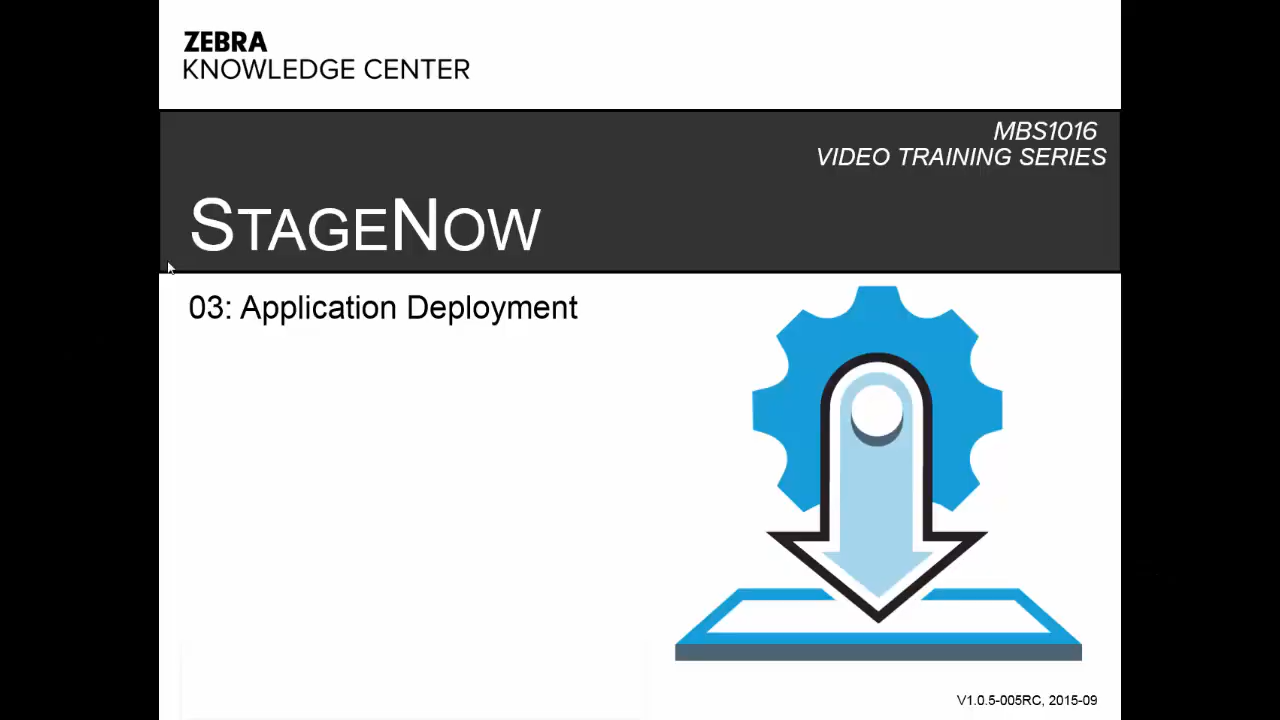 ZEBRA
KNOWLEDGE CENTER
MBS1016
VIDEO TRAINING SERIES
STAGENOW
03: Application Deployment
V1.0.5-005RC, 2015-09